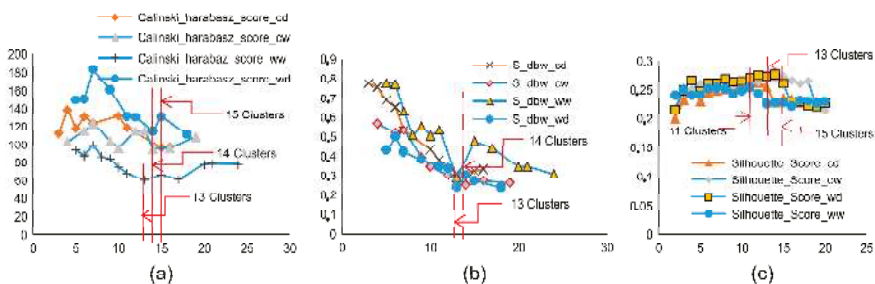 Calinski_harabasz_score_cd
Calinski_harabasz_score_cw
Calinski_harabaz_score_ww
Calinski_harabasz_score_wd
200
180
160
140
120
100
80
60
40
20
0
0
10
20
30
15 Clusters
14 Clusters
13 Clusters
(a)
0,9
0,8
0,7
0,6
0,5
0,4
0,3
0,2
0,1
0
0
10
20
30
S_dbw_cd
S_dbw_cw
S_dbw_ww
S_dbw_wd
14 Clusters
13 Clusters
(b)
0,3
0,25
0,2
0,15
0,1
0.05
0
0
5
10
15
20
25
13 Clusters
11 Clusters
15 Clusters
Silhouette_Score_cd
Silhouette_Score_cw
Silhouette_Score_wd
Silhouette_Score_ww
(c)